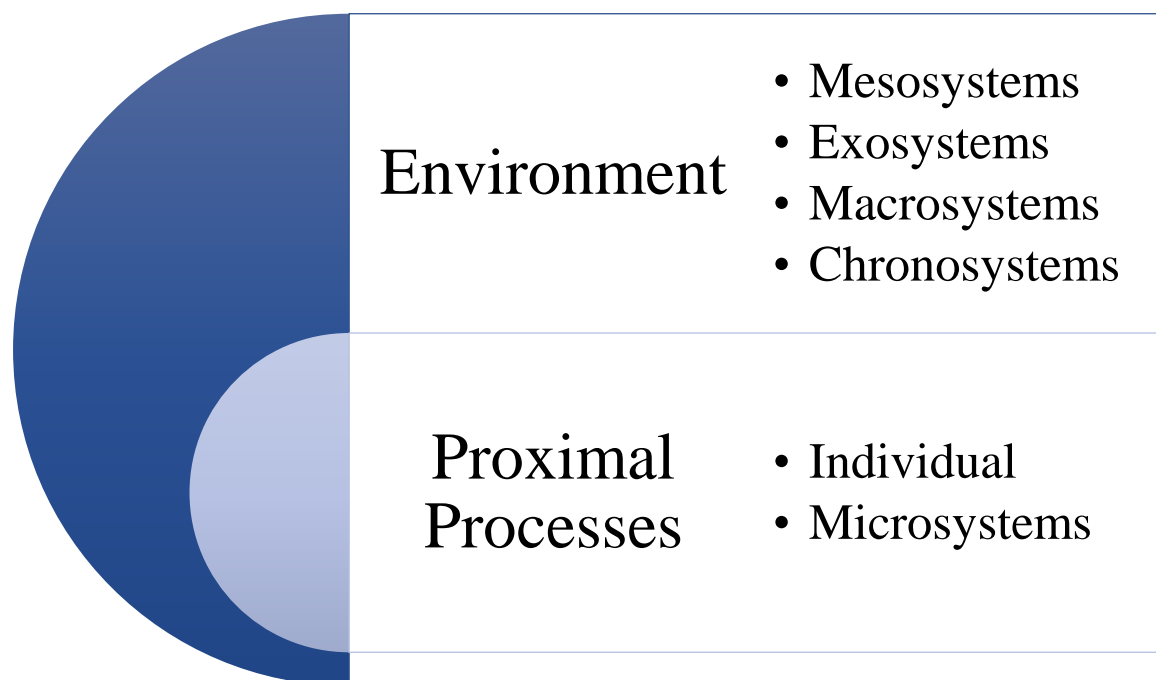 Environment
• Mesosystems
• Exosystems
• Macrosystems
• Chronosystems
Proximal
Processes
• Individual
• Microsystems